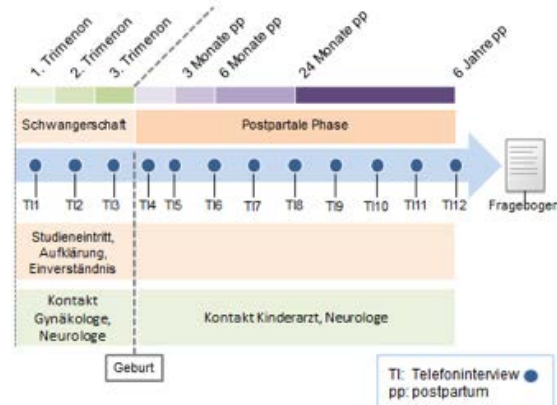 1. Trimenon
2. Trimenon
3. Trimenon
3 Monate pp
6 Monate pp
24 Monate pp
6 Jahre pp
Schwangerschaft
Postpartale Phase
TI1
TI2
TI3
TI4
TI5
TI6
TI7
TI8
TI9
TI10
TI11
TI12
Fragebogen
Studieneintritt,
Aufklärung,
Einverständnis
Kontakt
Gynäkologe,
Neurologe
Kontakt Kinderarzt, Neurologe
Geburt
TI: Telefoninterview
pp: postpartum